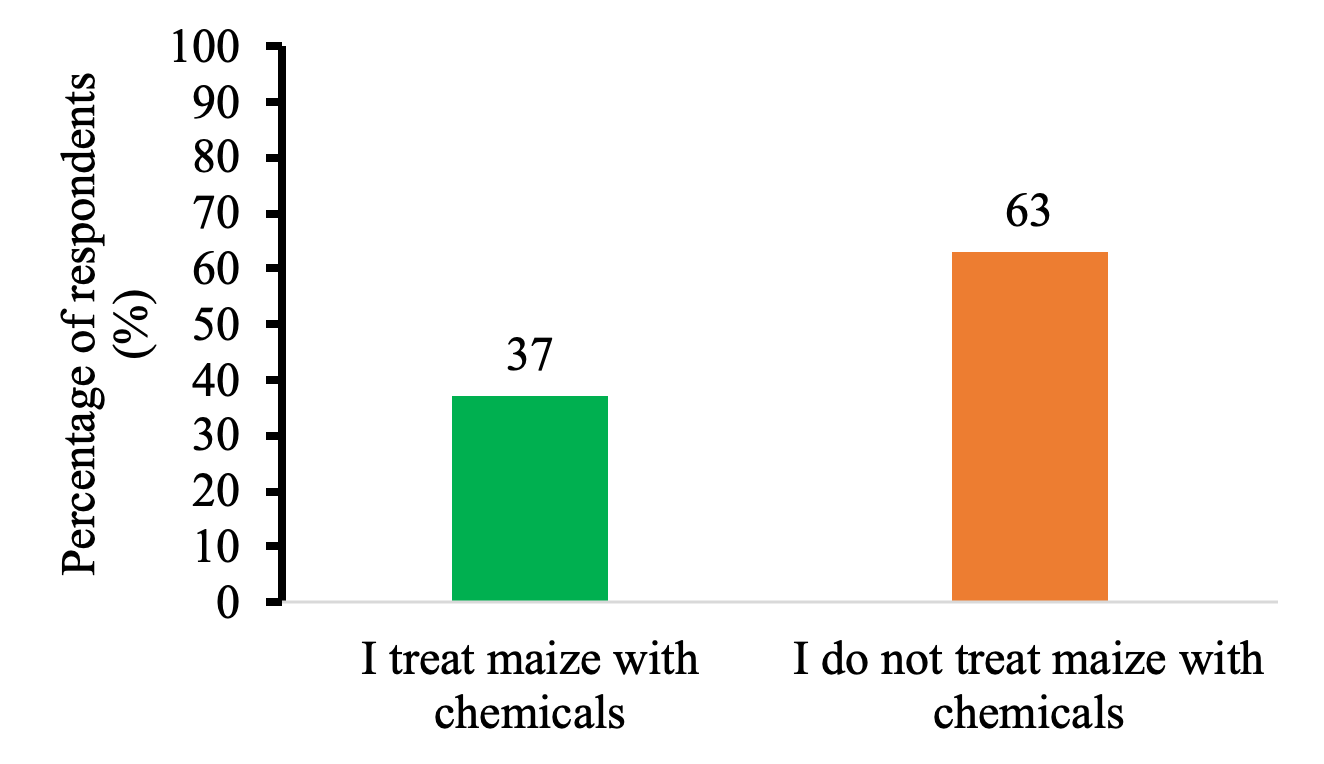 Percentage of respondents
(%)
100
90
80
70
60
50
40
30
20
10
0
37
63
I treat maize with
chemicals
I do not treat maize with
chemicals